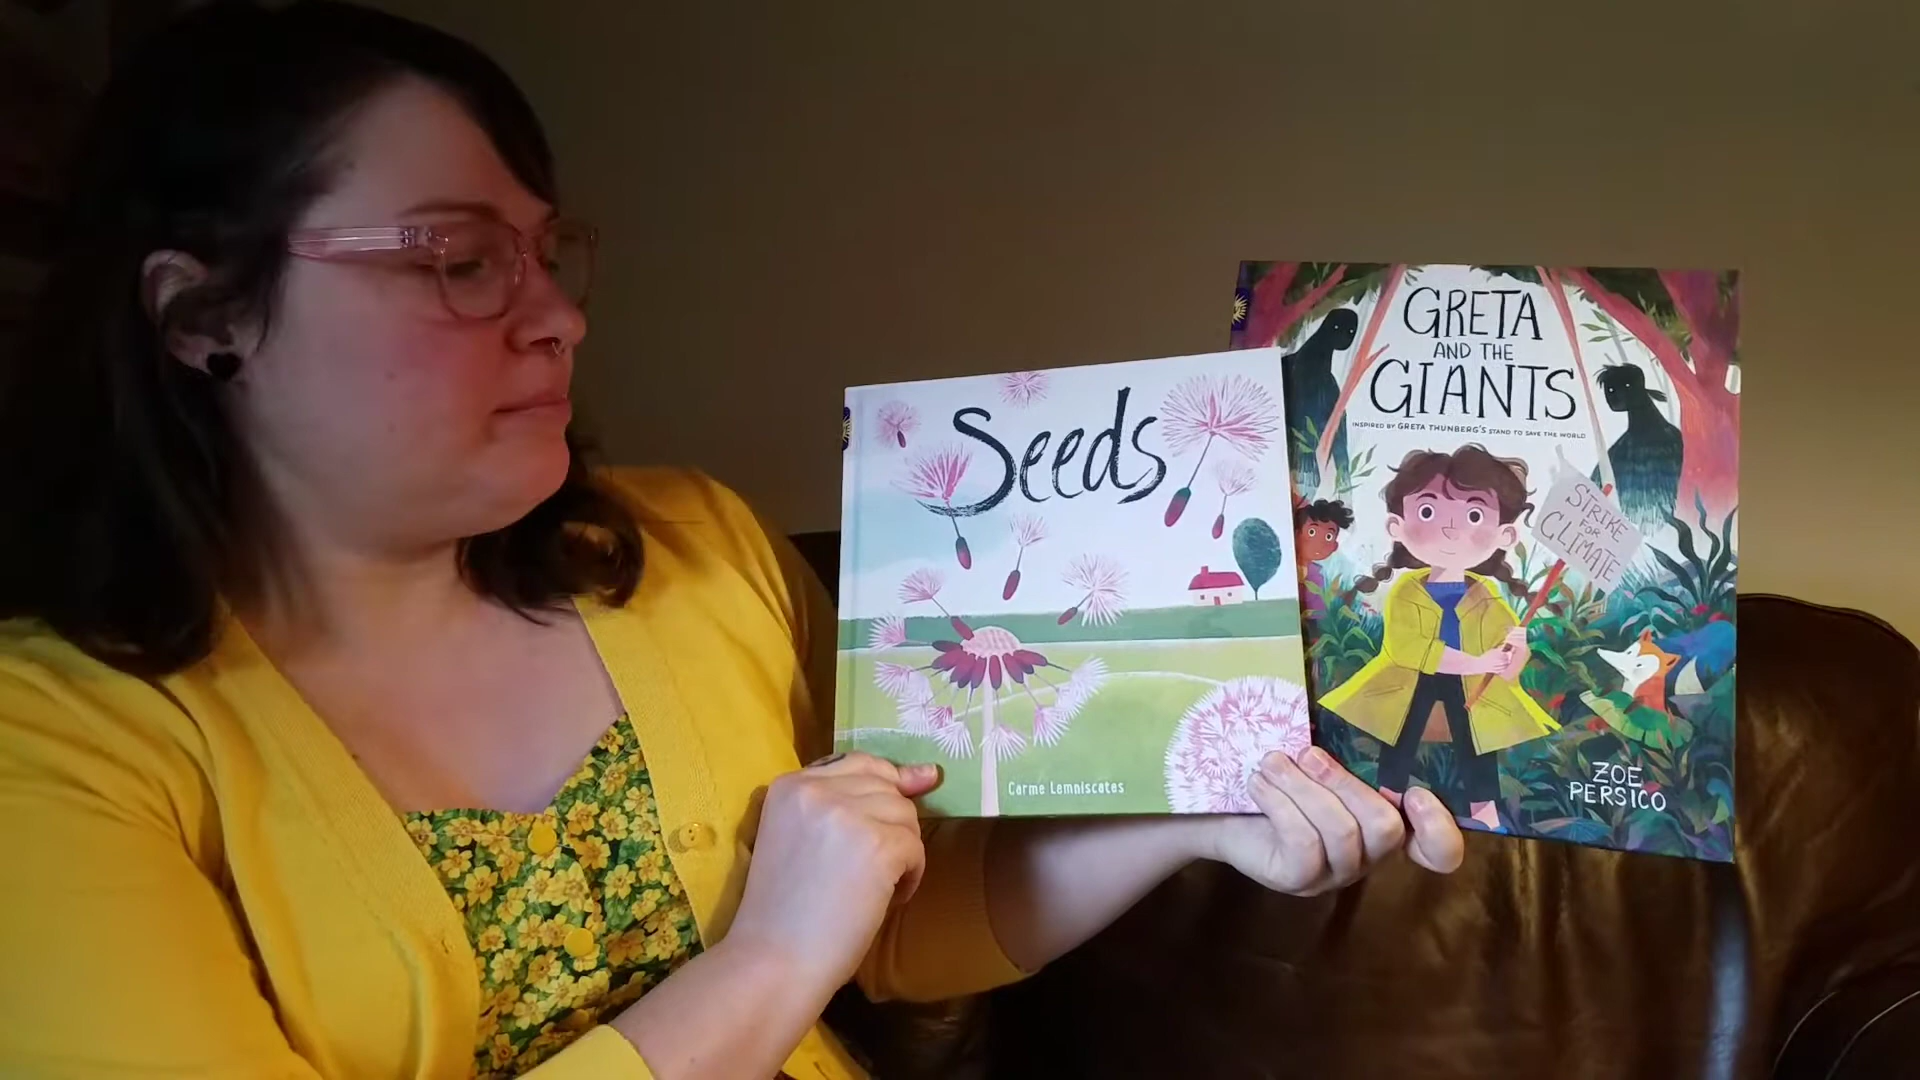 Seeds
Carme Lemniscates
GRETA
AND THE
GIANTS
INSPIRED BY GRETA THUNBERG'S STAND TO SAVE THE WORLD
STRIKE
FOR
CLIMATE
ZOE
PERSICO